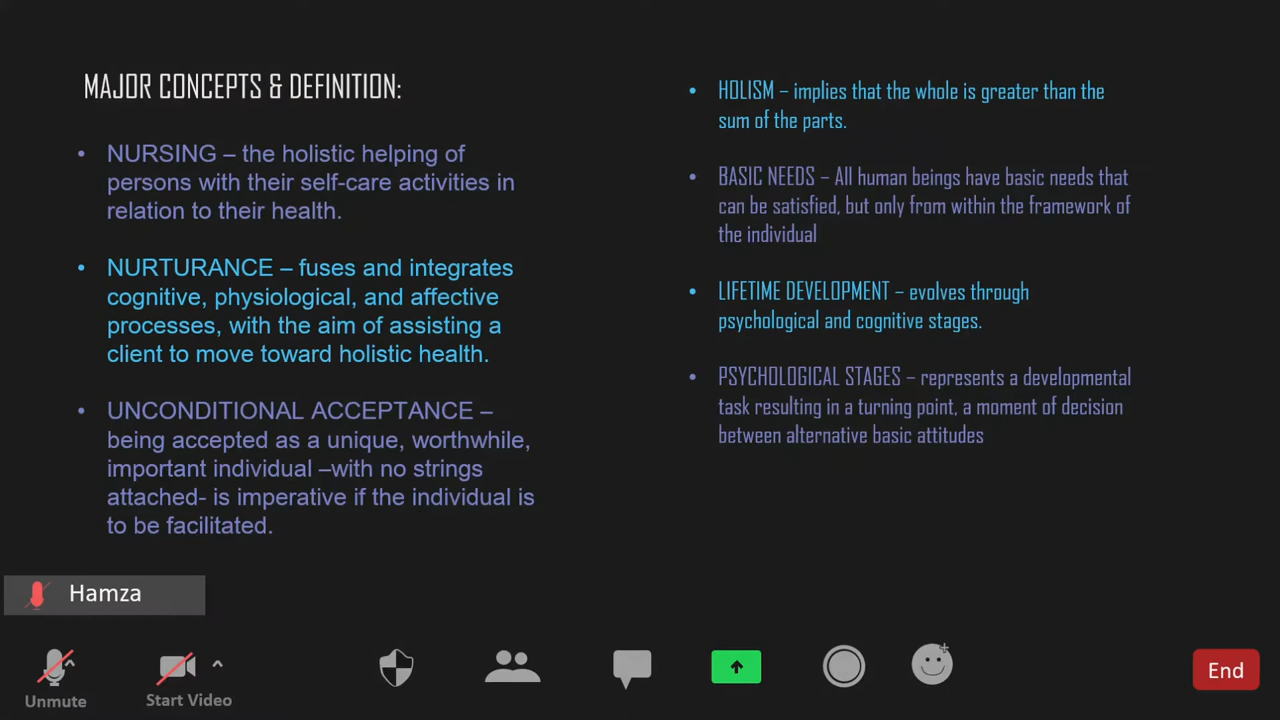 MAJOR CONCEPTS & DEFINITION:
• NURSING – the holistic helping of
persons with their self-care activities in
relation to their health.
• NURTURANCE – fuses and integrates
cognitive, physiological, and affective
processes, with the aim of assisting a
client to move toward holistic health.
• UNCONDITIONAL ACCEPTANCE –
being accepted as a unique, worthwhile,
important individual –with no strings
attached- is imperative if the individual is
to be facilitated.
• HOLISM – implies that the whole is greater than the
sum of the parts.
• BASIC NEEDS – All human beings have basic needs that
can be satisfied, but only from within the framework of
the individual
• LIFETIME DEVELOPMENT – evolves through
psychological and cognitive stages.
• PSYCHOLOGICAL STAGES – represents a developmental
task resulting in a turning point, a moment of decision
between alternative basic attitudes
Hamza
Unmute
Start Video
End